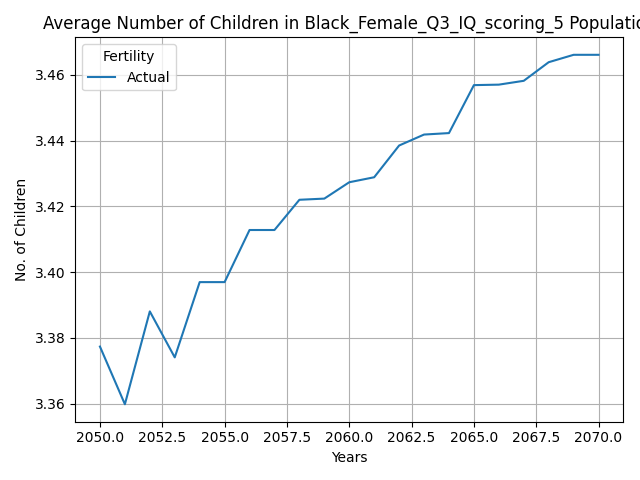 Average Number of Children in Black_Female_Q3_IQ_scoring_5 Populatio
Fertility
Actual
3.46
3.44
3.42
3.40
3.38
3.36
No. of Children
2050.0 2052.5 2055.0 2057.5 2060.0 2062.5 2065.0 2067.5 2070.0
Years